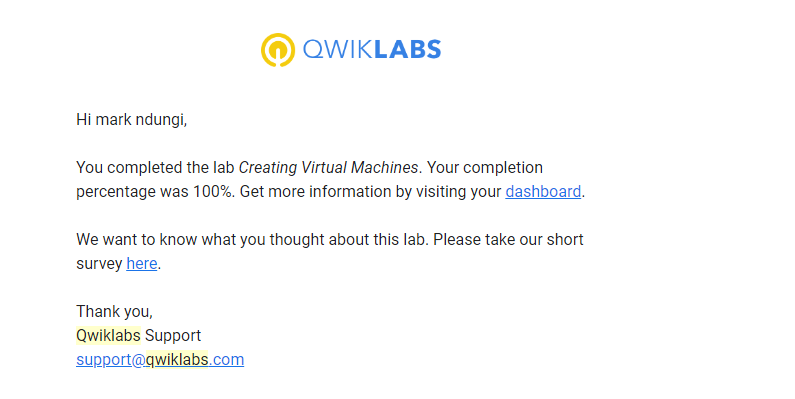 QWIKLABS
Hi mark ndungi,
You completed the lab Creating Virtual Machines. Your completion
percentage was 100%. Get more information by visiting your dashboard.
We want to know what you thought about this lab. Please take our short
survey here.
Thank you,
Qwiklabs Support
support@qwiklabs.com